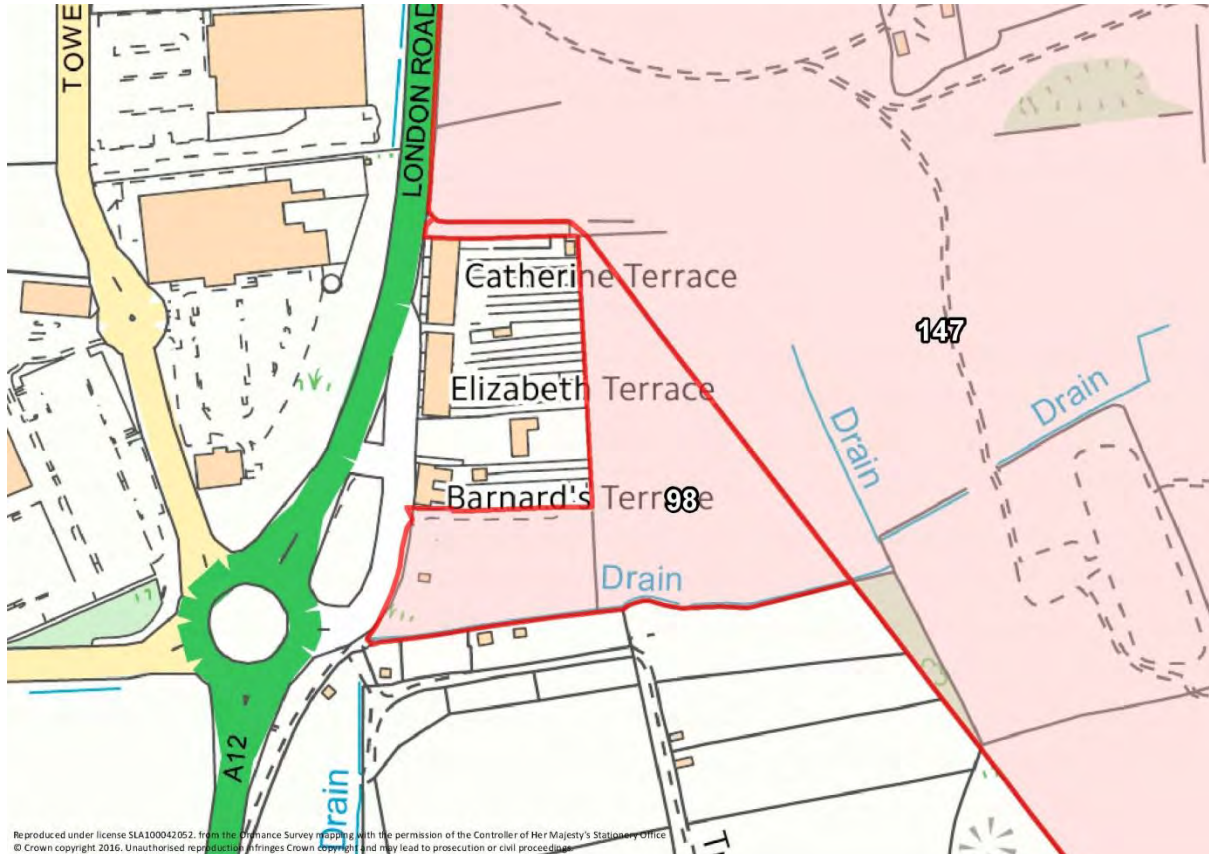 TOWE
LONDON ROAD
Catherine Terrace
147
Elizabeth Terrace
Drain
Drain
Barnard's Terrace
98
Drain
A12
Drain
Reproduced under license SLA100042052. from the Ordnance Survey mapping with the permission of the Controller of Her Majesty's Stationery Office
© Crown copyright 2016. Unauthorised reproduction infringes Crown copyright and may lead to prosecution or civil proceedings.